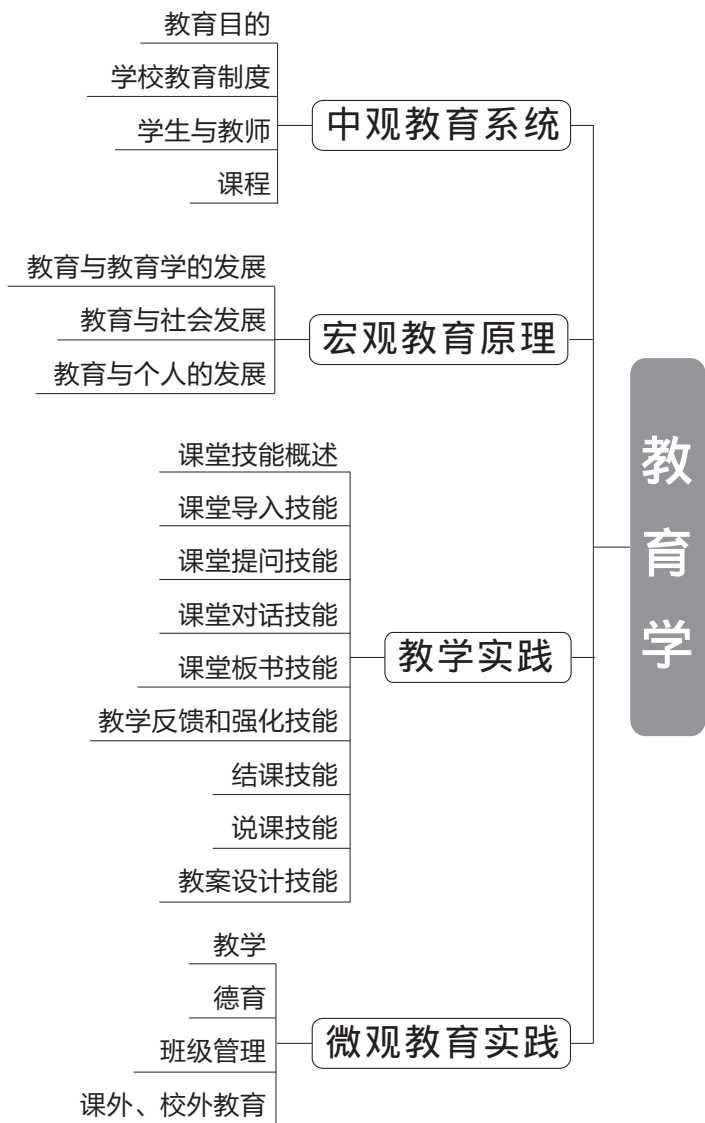 教育目的
学校教育制度
学生与教师
课程
中观教育系统
教育与教育学的发展
教育与社会发展
教育与个人的发展
宏观教育原理
课堂技能概述
课堂导入技能
课堂提问技能
课堂对话技能
课堂板书技能
教学反馈和强化技能
结课技能
说课技能
教案设计技能
教学实践
教学
德育
班级管理
课外、校外教育
微观教育实践
教育学